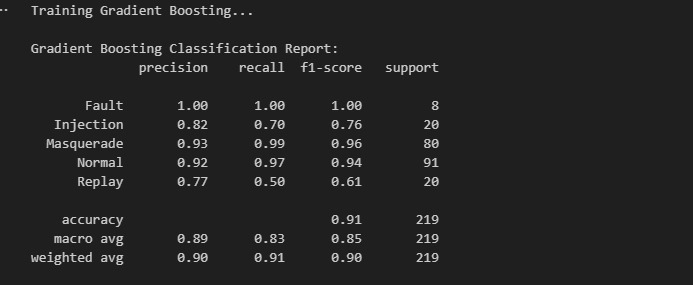 Training Gradient Boosting...
Gradient Boosting Classification Report:
precision recall f1-score support
Fault 1.00 1.00 1.00 8
Injection 0.82 0.70 0.76 20
Masquerade 0.93 0.99 0.96 80
Normal 0.92 0.97 0.94 91
Replay 0.77 0.50 0.61 20
accuracy 0.91 219
macro avg 0.89 0.83 0.85 219
weighted avg 0.90 0.91 0.90 219